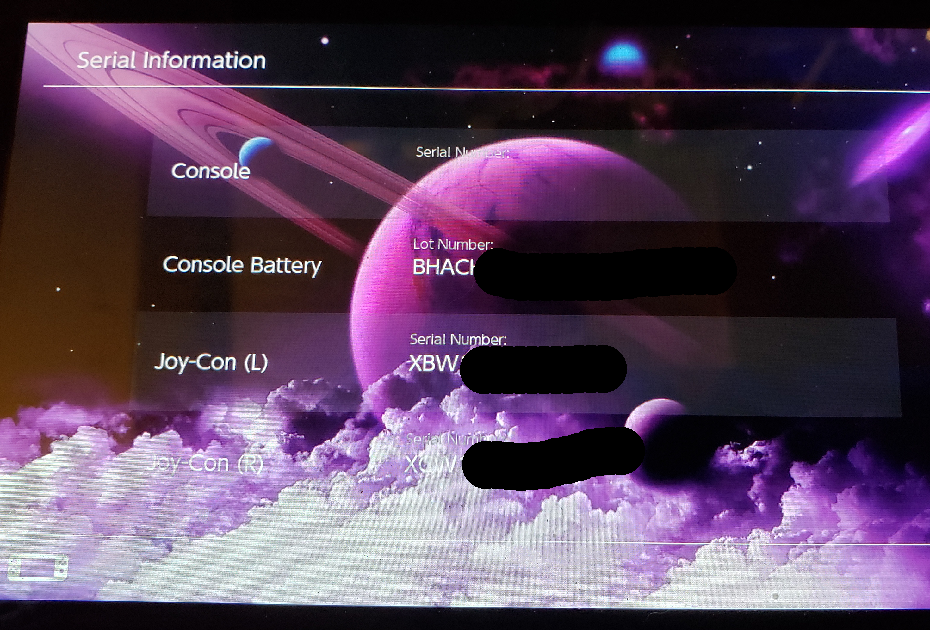 Serial Information
Console
Serial Number:
Console Battery
Lot Number:
BHACH
Joy-Con (L)
Serial Number:
XBW
Joy-Con (R)
Serial Number:
XCW